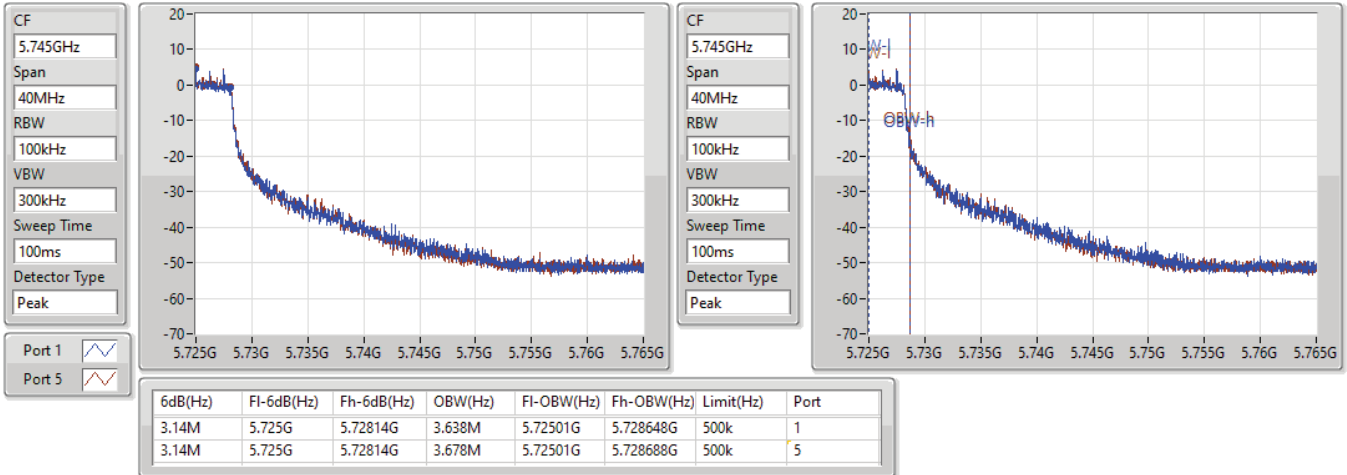 CF
5.745GHz
Span
40MHz
RBW
100kHz
VBW
300kHz
Sweep Time
100ms
Detector Type
Peak
Port 1
Port 5
20-
10-
0-
-10-
-20-
-30-
-40-
-50-
-60-
-70-
5.725G 5.73G 5.735G 5.74G 5.745G 5.75G 5.755G 5.76G 5.765G
CF
5.745GHz
Span
40MHz
RBW
100kHz
VBW
300kHz
Sweep Time
100ms
Detector Type
Peak
20-
10-
0-
-10-
-20-
-30-
-40-
-50-
-60-
-70-
W-l
OBW-h
5.725G 5.73G 5.735G 5.74G 5.745G 5.75G 5.755G 5.76G 5.765G
6dB(Hz) Fl-6dB(Hz) Fh-6dB(Hz) OBW(Hz) Fl-OBW(Hz) Fh-OBW(Hz) Limit(Hz) Port
3.14M 5.725G 5.72814G 3.638M 5.72501G 5.728648G 500k 1
3.14M 5.725G 5.72814G 3.678M 5.72501G 5.728688G 500k 5